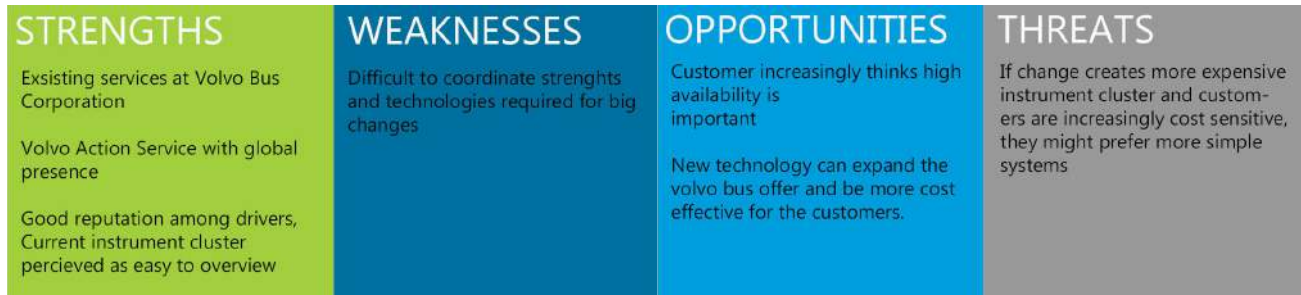 STRENGTHS
Exsisting services at Volvo Bus
Corporation
Volvo Action Service with global
presence
Good reputation among drivers,
Current instrument cluster
percieved as easy to overview
WEAKNESSES
Difficult to coordinate strenghts
and technologies required for big
changes
OPPORTUNITIES
Customer increasingly thinks high
availability is
important
New technology can expand the
volvo bus offer and be more cost
effective for the customers.
THREATS
If change creates more expensive
instrument cluster and custom-
ers are increasingly cost sensitive,
they might prefer more simple
systems